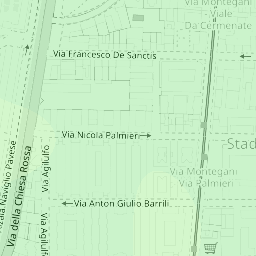 Via Montegani
Viale
Da Cermenate
Via Francesco De Sanctis
Via Nicola Palmieri
Stad
Via Montegani
Via Palmieri
Via Agilulfo
Via della Chiesa Rossa
Alzaia Naviglio Pavese
Via Anton Giulio Barrili
Via Agilulfo